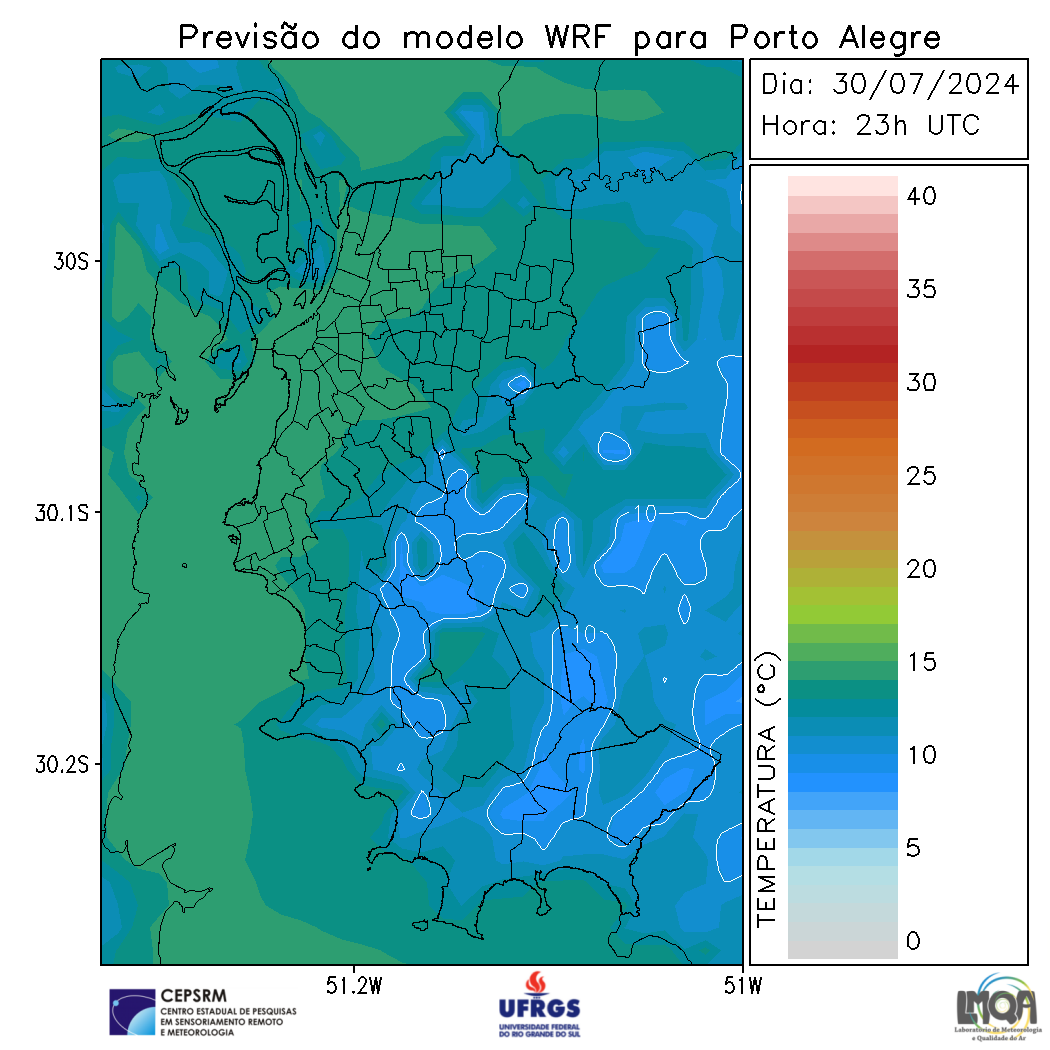 Previsão do modelo WRF para Porto Alegre
Dia: 30/07/2024
Hora: 23h UTC
40
35
30
25
20
15
10
5
0
TEMPERATURA (°C)
30S
30.1S
30.2S
10
10
51.2W
51W
CEPSRM
CENTRO ESTADUAL DE PESQUISAS
EM SENSORIAMENTO REMOTO
E METEOROLOGIA
UFRGS
UNIVERSIDADE FEDERAL
DO RIO GRANDE DO SUL
LMQA
Laboratório de Meteorologia
e Qualidade do Ar